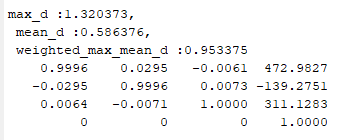 max_d :1.320373,
mean_d :0.586376,
weighted_max_mean_d :0.953375
0.9996 0.0295 -0.0061 472.9827
-0.0295 0.9996 0.0073 -139.2751
0.0064 -0.0071 1.0000 311.1283
0 0 0 1.0000